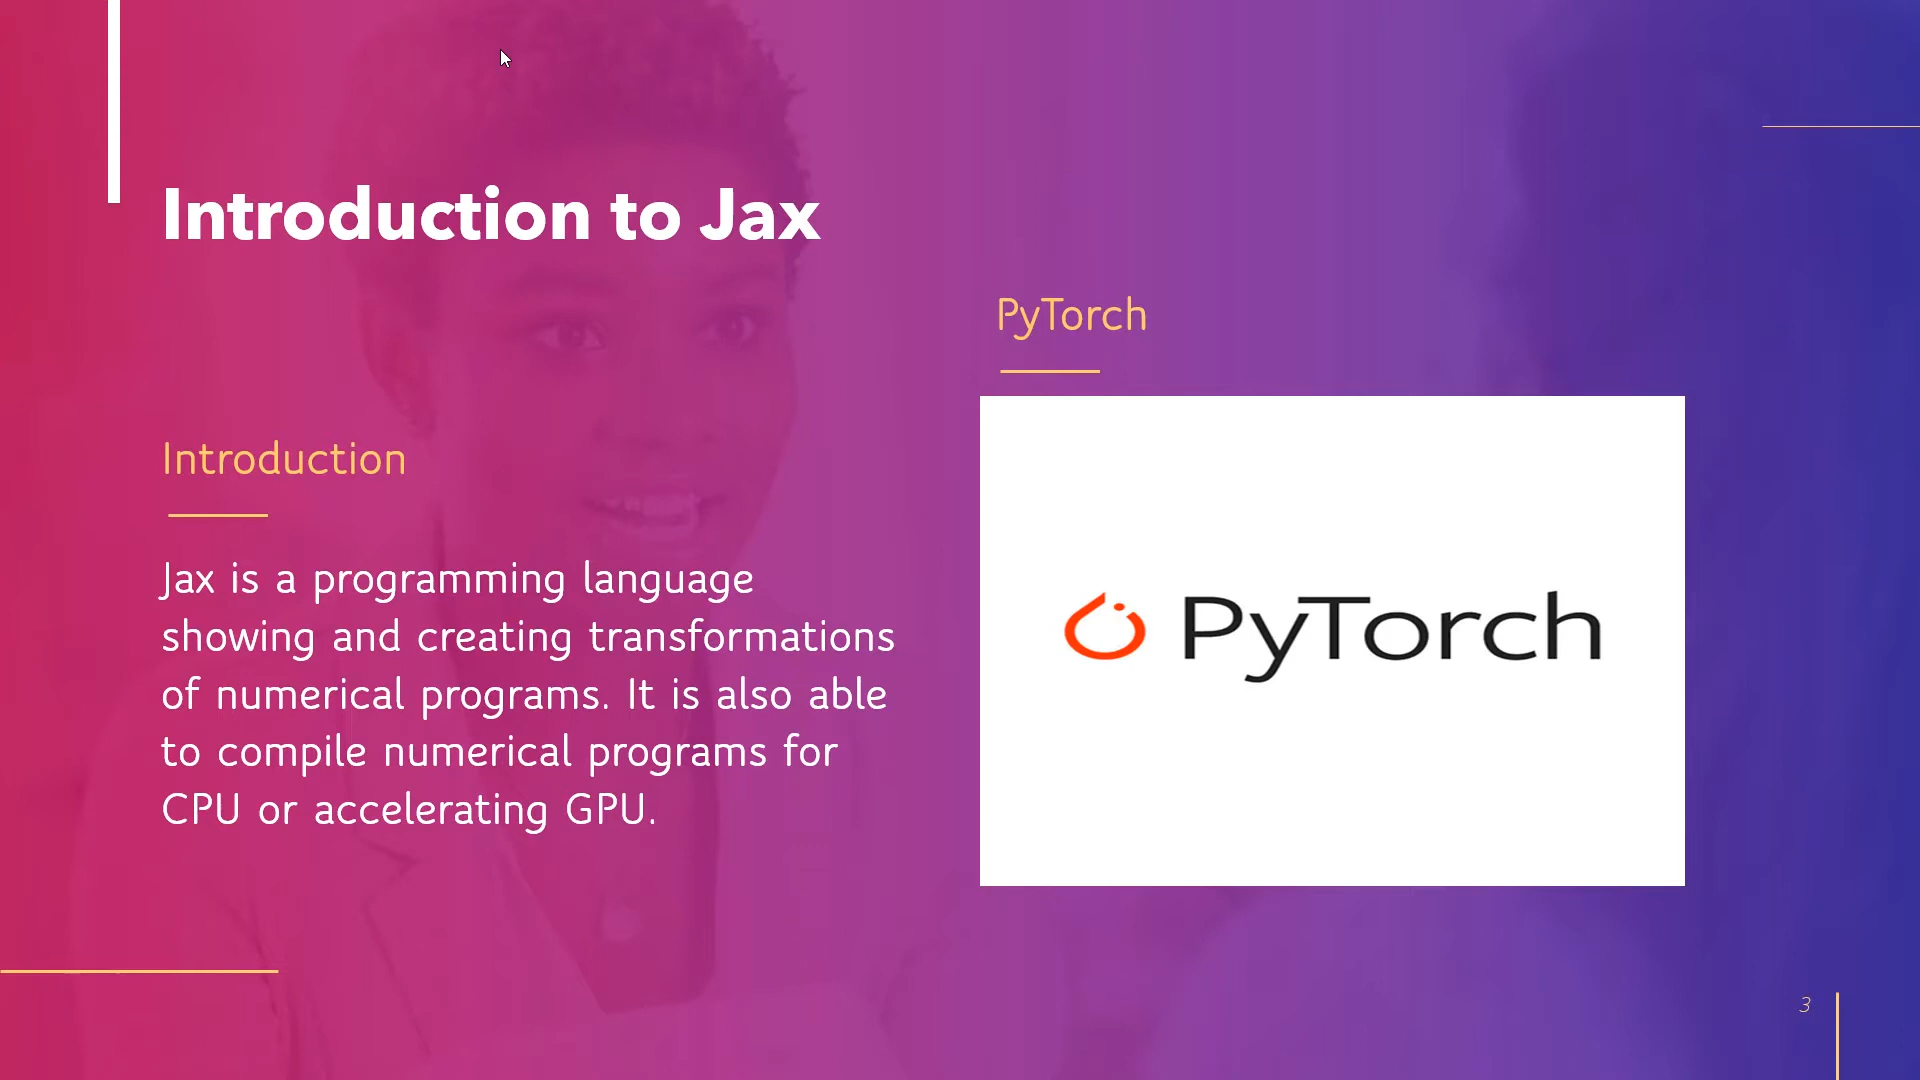 Introduction to Jax
Introduction
Jax is a programming language
showing and creating transformations
of numerical programs. It is also able
to compile numerical programs for
CPU or accelerating GPU.
PyTorch
PyTorch
3